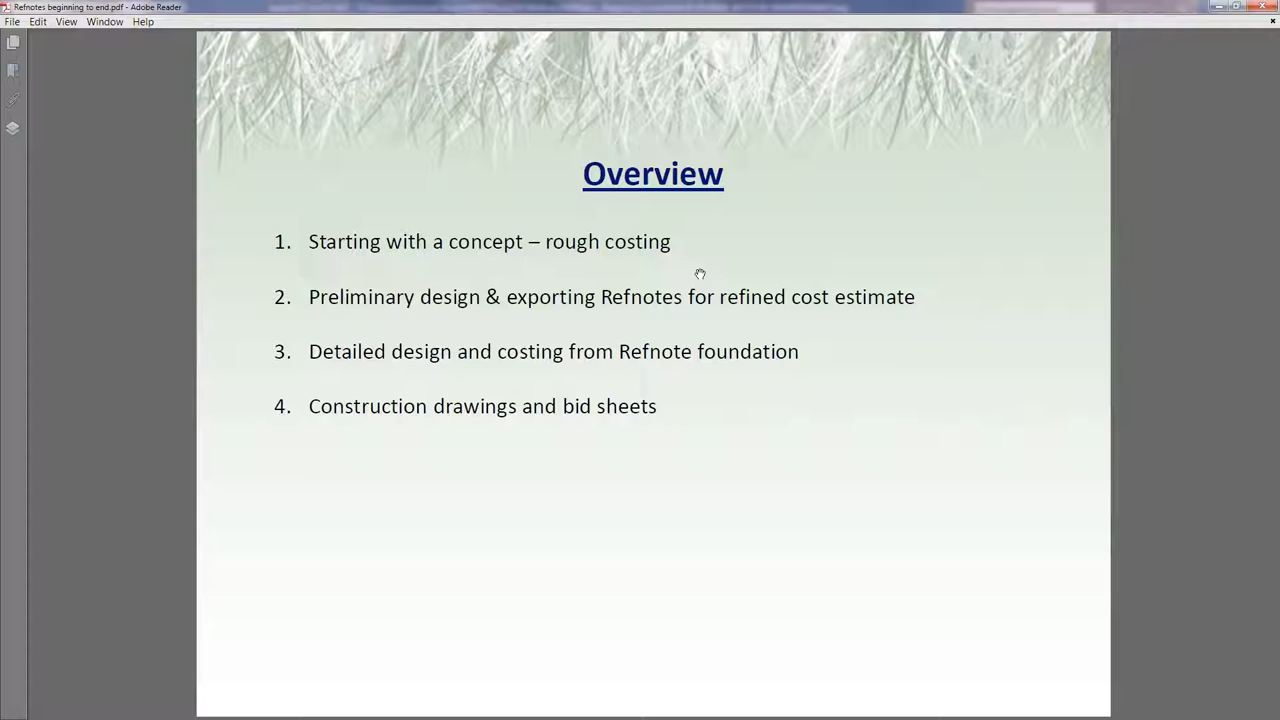 Refnotes beginning to end.pdf - Adobe Reader
File Edit View Window Help
Overview
1. Starting with a concept – rough costing
2. Preliminary design & exporting Refnotes for refined cost estimate
3. Detailed design and costing from Refnote foundation
4. Construction drawings and bid sheets